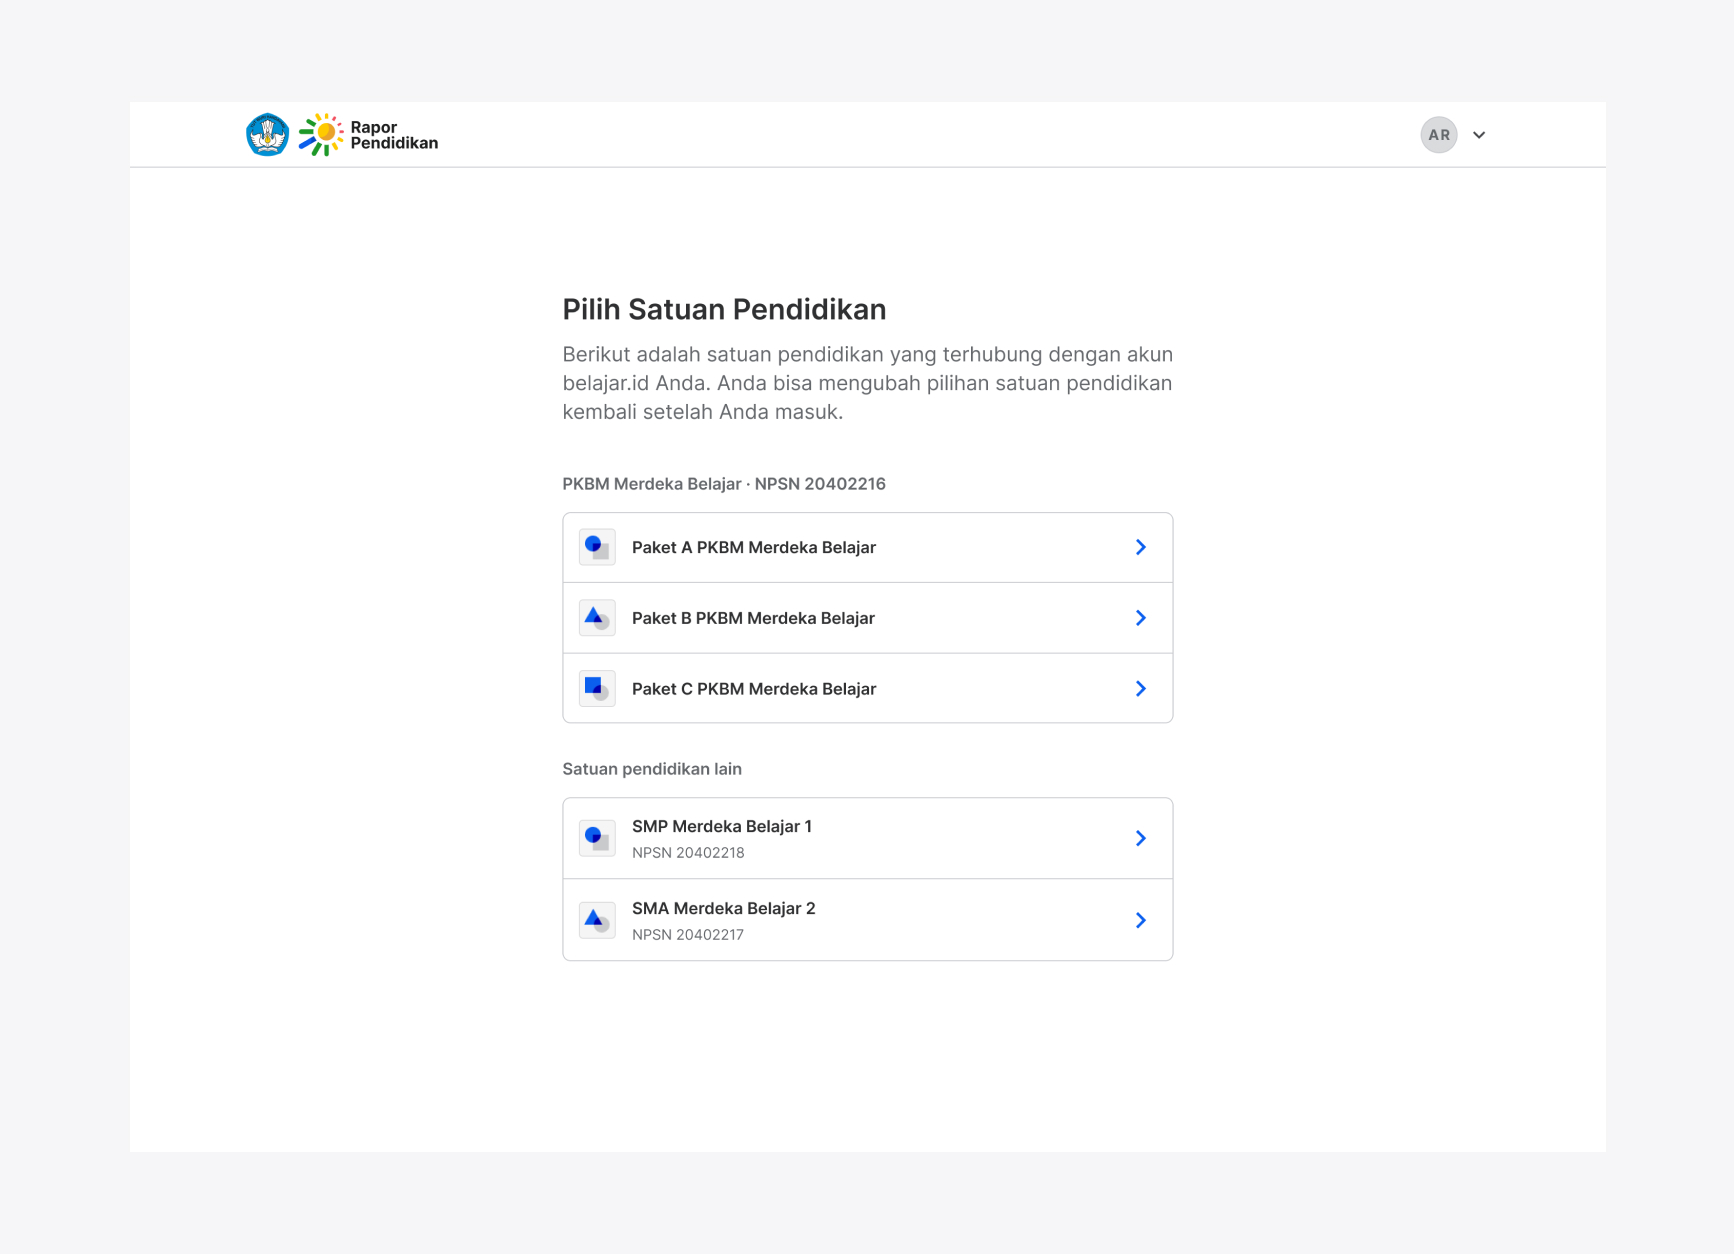 Rapor
Pendidikan
AR
Pilih Satuan Pendidikan
Berikut adalah satuan pendidikan yang terhubung dengan akun
belajar.id Anda. Anda bisa mengubah pilihan satuan pendidikan
kembali setelah Anda masuk.
PKBM Merdeka Belajar · NPSN 20402216
Paket A PKBM Merdeka Belajar
Paket B PKBM Merdeka Belajar
Paket C PKBM Merdeka Belajar
Satuan pendidikan lain
SMP Merdeka Belajar 1
NPSN 20402218
SMA Merdeka Belajar 2
NPSN 20402217